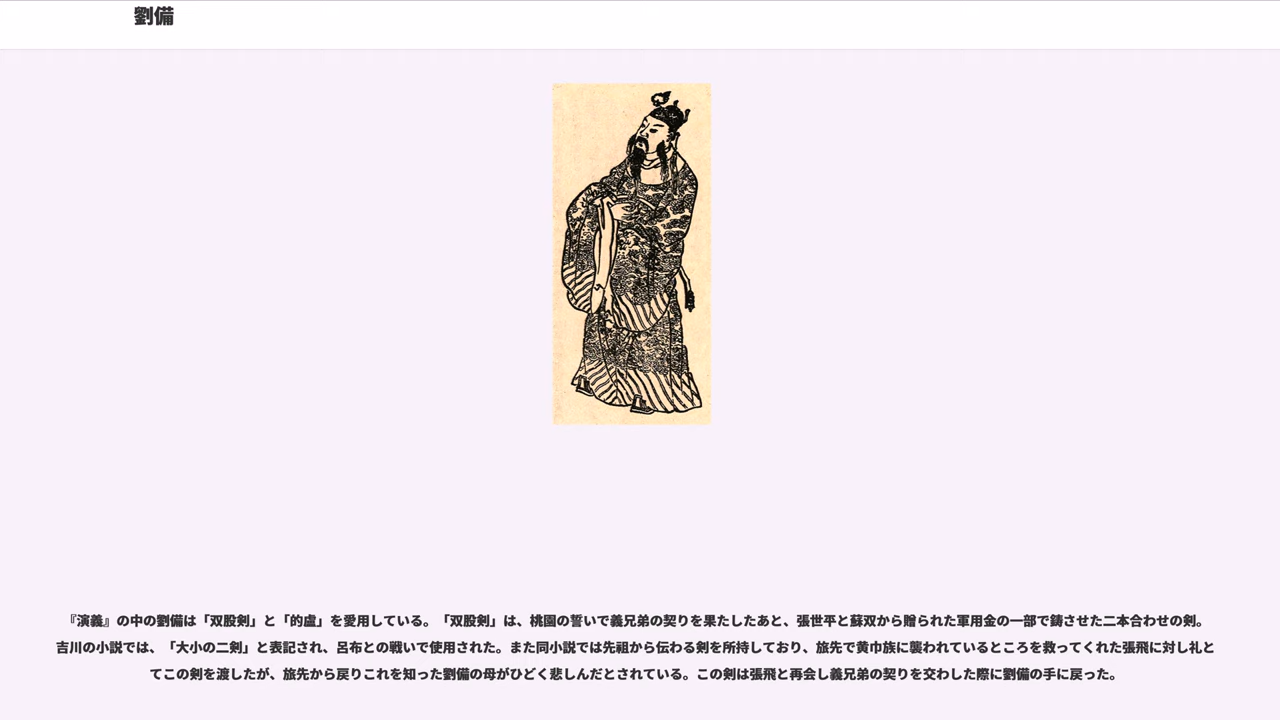 劉備
『演義』の中の劉備は「双股剣」と「的盧」を愛用している。「双股剣」は、桃園の誓いで義兄弟の契りを果たしたあと、張世平と蘇双から贈られた軍用金の一部で鋳させた二本合わせの剣。
吉川の小説では、「大小の二剣」と表記され、呂布との戦いで使用された。また同小説では先祖から伝わる剣を所持しており、旅先で黄巾族に襲われているところを救ってくれた張飛に対し礼と
てこの剣を渡したが、旅先から戻りこれを知った劉備の母がひどく悲しんだとされている。この剣は張飛と再会し義兄弟の契りを交わした際に劉備の手に戻った。